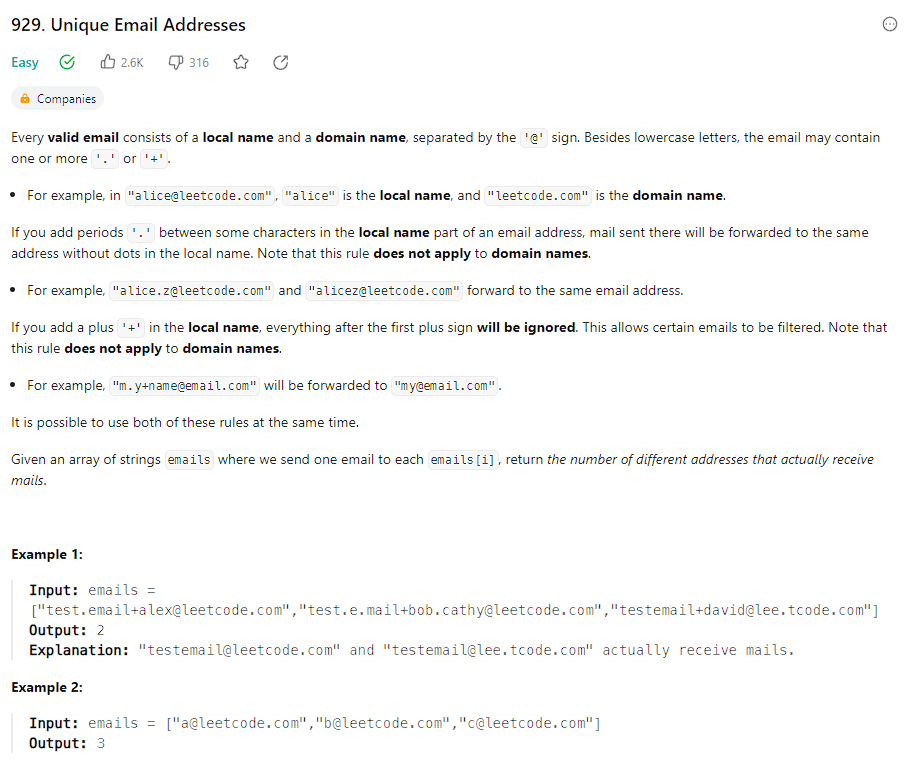 929. Unique Email Addresses
Easy 2.6K 316
Companies
Every valid email consists of a local name and a domain name, separated by the '@' sign. Besides lowercase letters, the email may contain
one or more '.' or '+'.
• For example, in "alice@leetcode.com", "alice" is the local name, and "leetcode.com" is the domain name.
If you add periods '.' between some characters in the local name part of an email address, mail sent there will be forwarded to the same
address without dots in the local name. Note that this rule does not apply to domain names.
• For example, "alice.z@leetcode.com" and "alicez@leetcode.com" forward to the same email address.
If you add a plus '+' in the local name, everything after the first plus sign will be ignored. This allows certain emails to be filtered. Note that
this rule does not apply to domain names.
• For example, "m.y+name@email.com" will be forwarded to "my@email.com".
It is possible to use both of these rules at the same time.
Given an array of strings emails where we send one email to each emails[i], return the number of different addresses that actually receive
mails.
Example 1:
Input: emails =
["test.email+alex@leetcode.com","test.e.mail+bob.cathy@leetcode.com","testemail+david@lee.tcode.com"]
Output: 2
Explanation: "testemail@leetcode.com" and "testemail@lee.tcode.com" actually receive mails.
Example 2:
Input: emails = ["a@leetcode.com","b@leetcode.com","c@leetcode.com"]
Output: 3